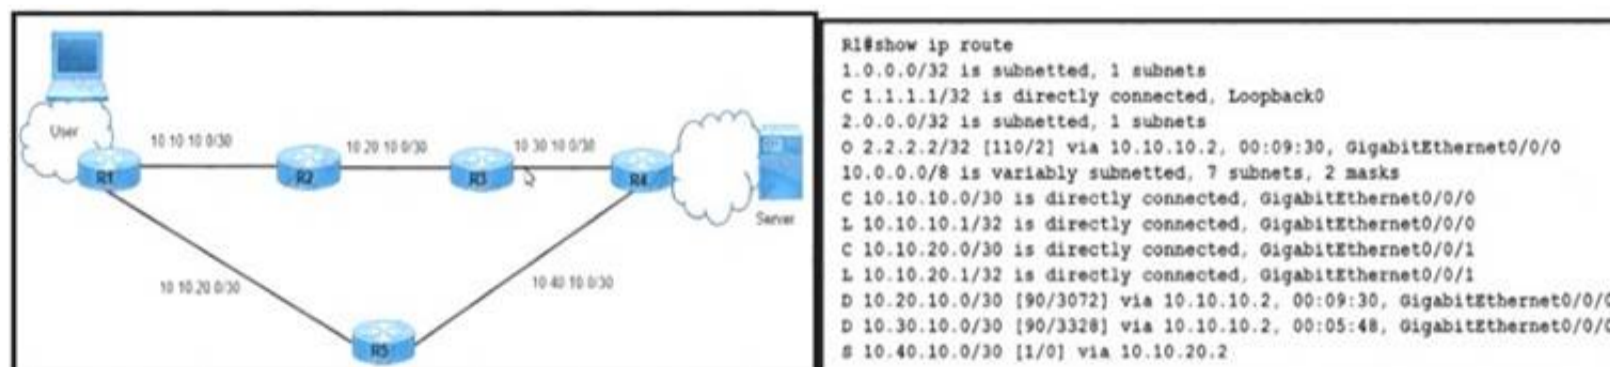 User
10 10 10 0/30
10 20 10 0/30
10 30 10 0/30
R1
R2
R3
R4
Server
10 10.20 0/30
10 40 10 0/30
R5
R1#show ip route
1.0.0.0/32 is subnetted, 1 subnets
C 1.1.1.1/32 is directly connected, Loopback0
2.0.0.0/32 is subnetted, 1 subnets
O 2.2.2.2/32 [110/2] via 10.10.10.2, 00:09:30, GigabitEthernet0/0/0
10.0.0.0/8 is variably subnetted, 7 subnets, 2 masks
C 10.10.10.0/30 is directly connected, GigabitEthernet0/0/0
L 10.10.10.1/32 is directly connected, GigabitEthernet0/0/0
C 10.10.20.0/30 is directly connected, GigabitEthernet0/0/1
L 10.10.20.1/32 is directly connected, GigabitEthernet0/0/1
D 10.20.10.0/30 [90/3072] via 10.10.10.2, 00:09:30, GigabitEthernet0/0/0
D 10.30.10.0/30 [90/3328] via 10.10.10.2, 00:05:48, GigabitEthernet0/0/0
S 10.40.10.0/30 [1/0] via 10.10.20.2